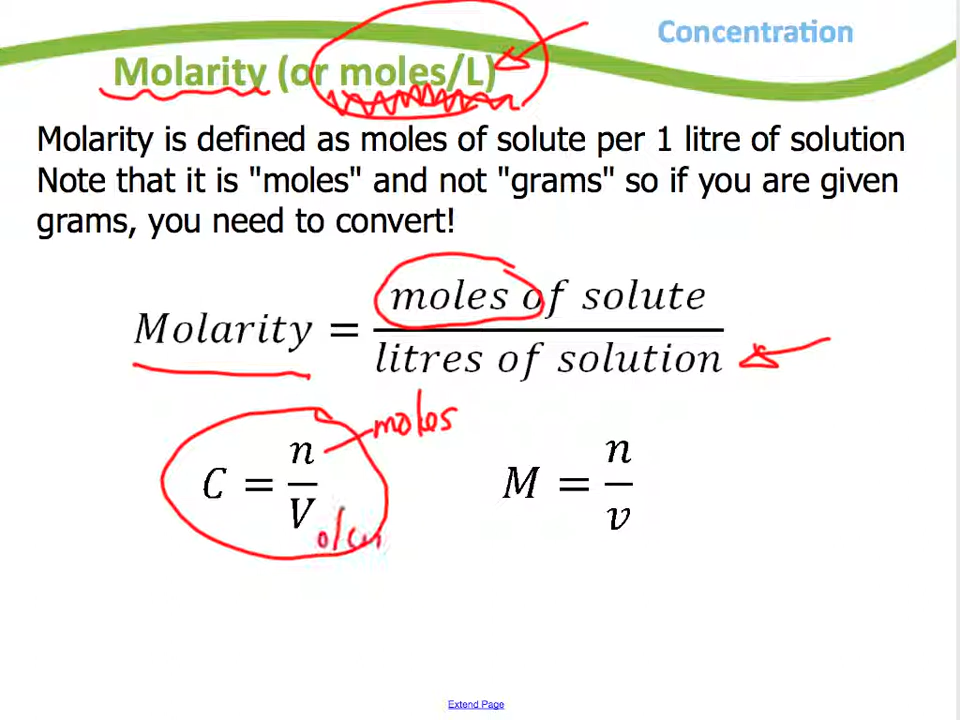 Concentration
Molarity (or moles/L)
Molarity is defined as moles of solute per 1 litre of solution
Note that it is "moles" and not "grams" so if you are given
grams, you need to convert!
Molarity = moles of solute / litres of solution
moles
C = n / V
M = n / v
Extend Page